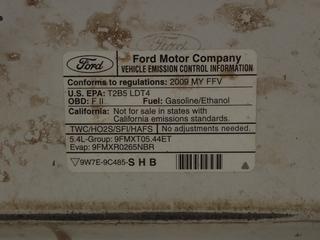 Ford
Ford Motor Company
VEHICLE EMISSION CONTROL INFORMATION
Conforms to regulations: 2009 MY FFV
U.S. EPA: T2B5 LDT4
OBD: F II Fuel: Gasoline/Ethanol
California: Not for sale in states with
California emissions standards.
TWC/HO2S/SFI/HAFS No adjustments needed.
5.4L-Group: 9FMXT05.44ET
Evap: 9FMXR0265NBR
9W7E-9C485-S H B